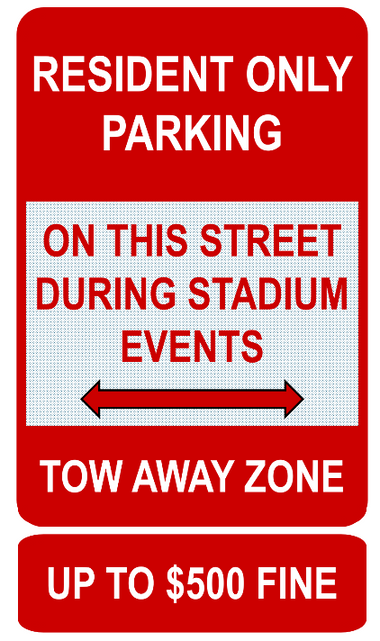 RESIDENT ONLY
PARKING
ON THIS STREET
DURING STADIUM
EVENTS
TOW AWAY ZONE
UP TO $500 FINE